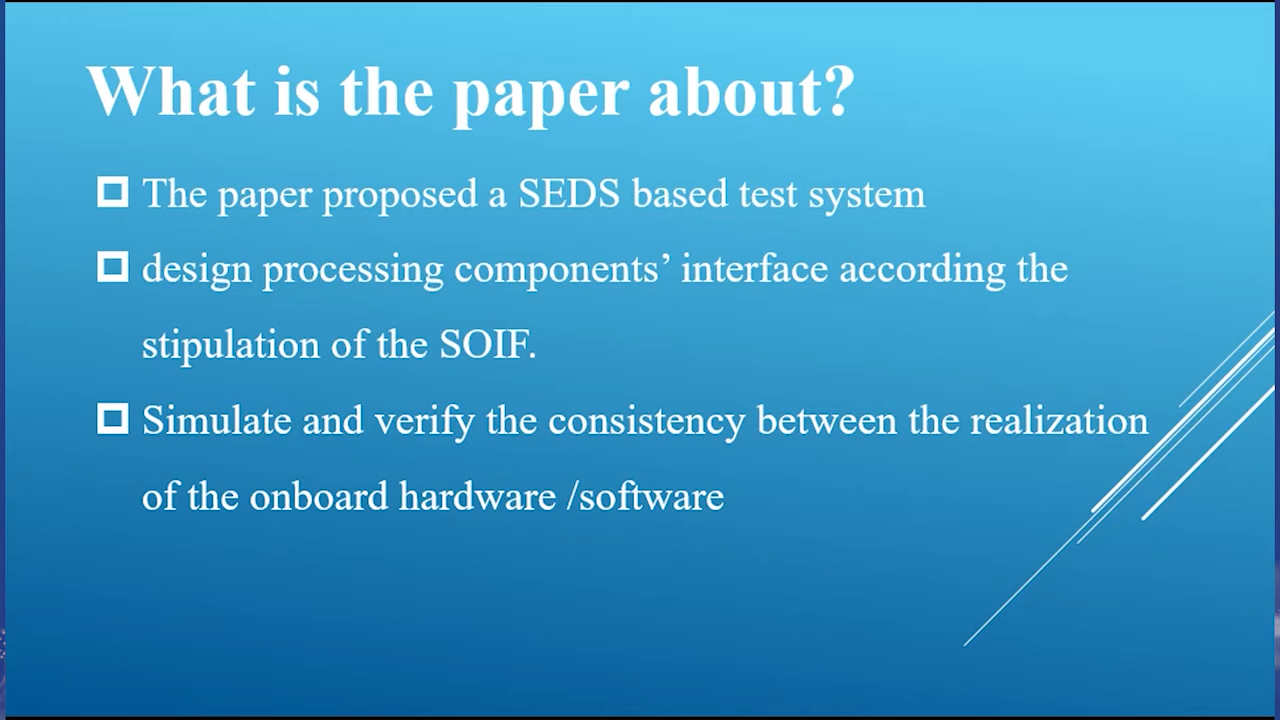 What is the paper about?
The paper proposed a SEDS based test system
design processing components’ interface according the
stipulation of the SOIF.
Simulate and verify the consistency between the realization
of the onboard hardware /software